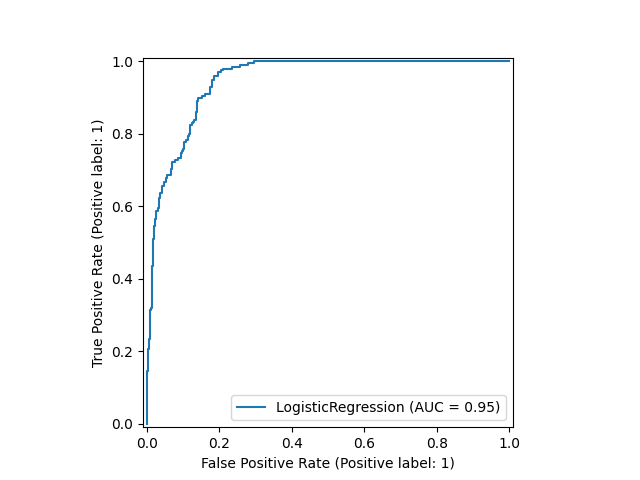 1.0
0.8
0.6
0.4
0.2
0.0
True Positive Rate (Positive label: 1)
LogisticRegression (AUC = 0.95)
0.0 0.2 0.4 0.6 0.8 1.0
False Positive Rate (Positive label: 1)